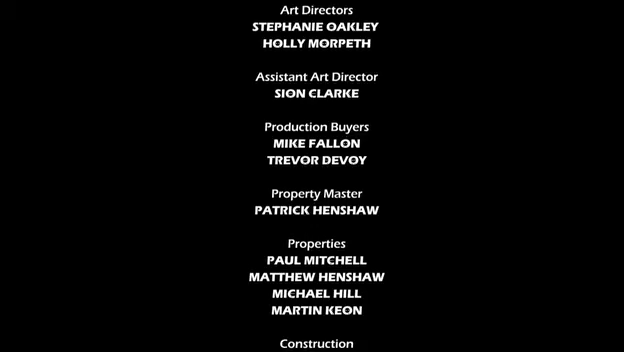 Art Directors
STEPHANIE OAKLEY
HOLLY MORPETH
Assistant Art Director
SION CLARKE
Production Buyers
MIKE FALLON
TREVOR DEVOY
Property Master
PATRICK HENSHAW
Properties
PAUL MITCHELL
MATTHEW HENSHAW
MICHAEL HILL
MARTIN KEON
Construction